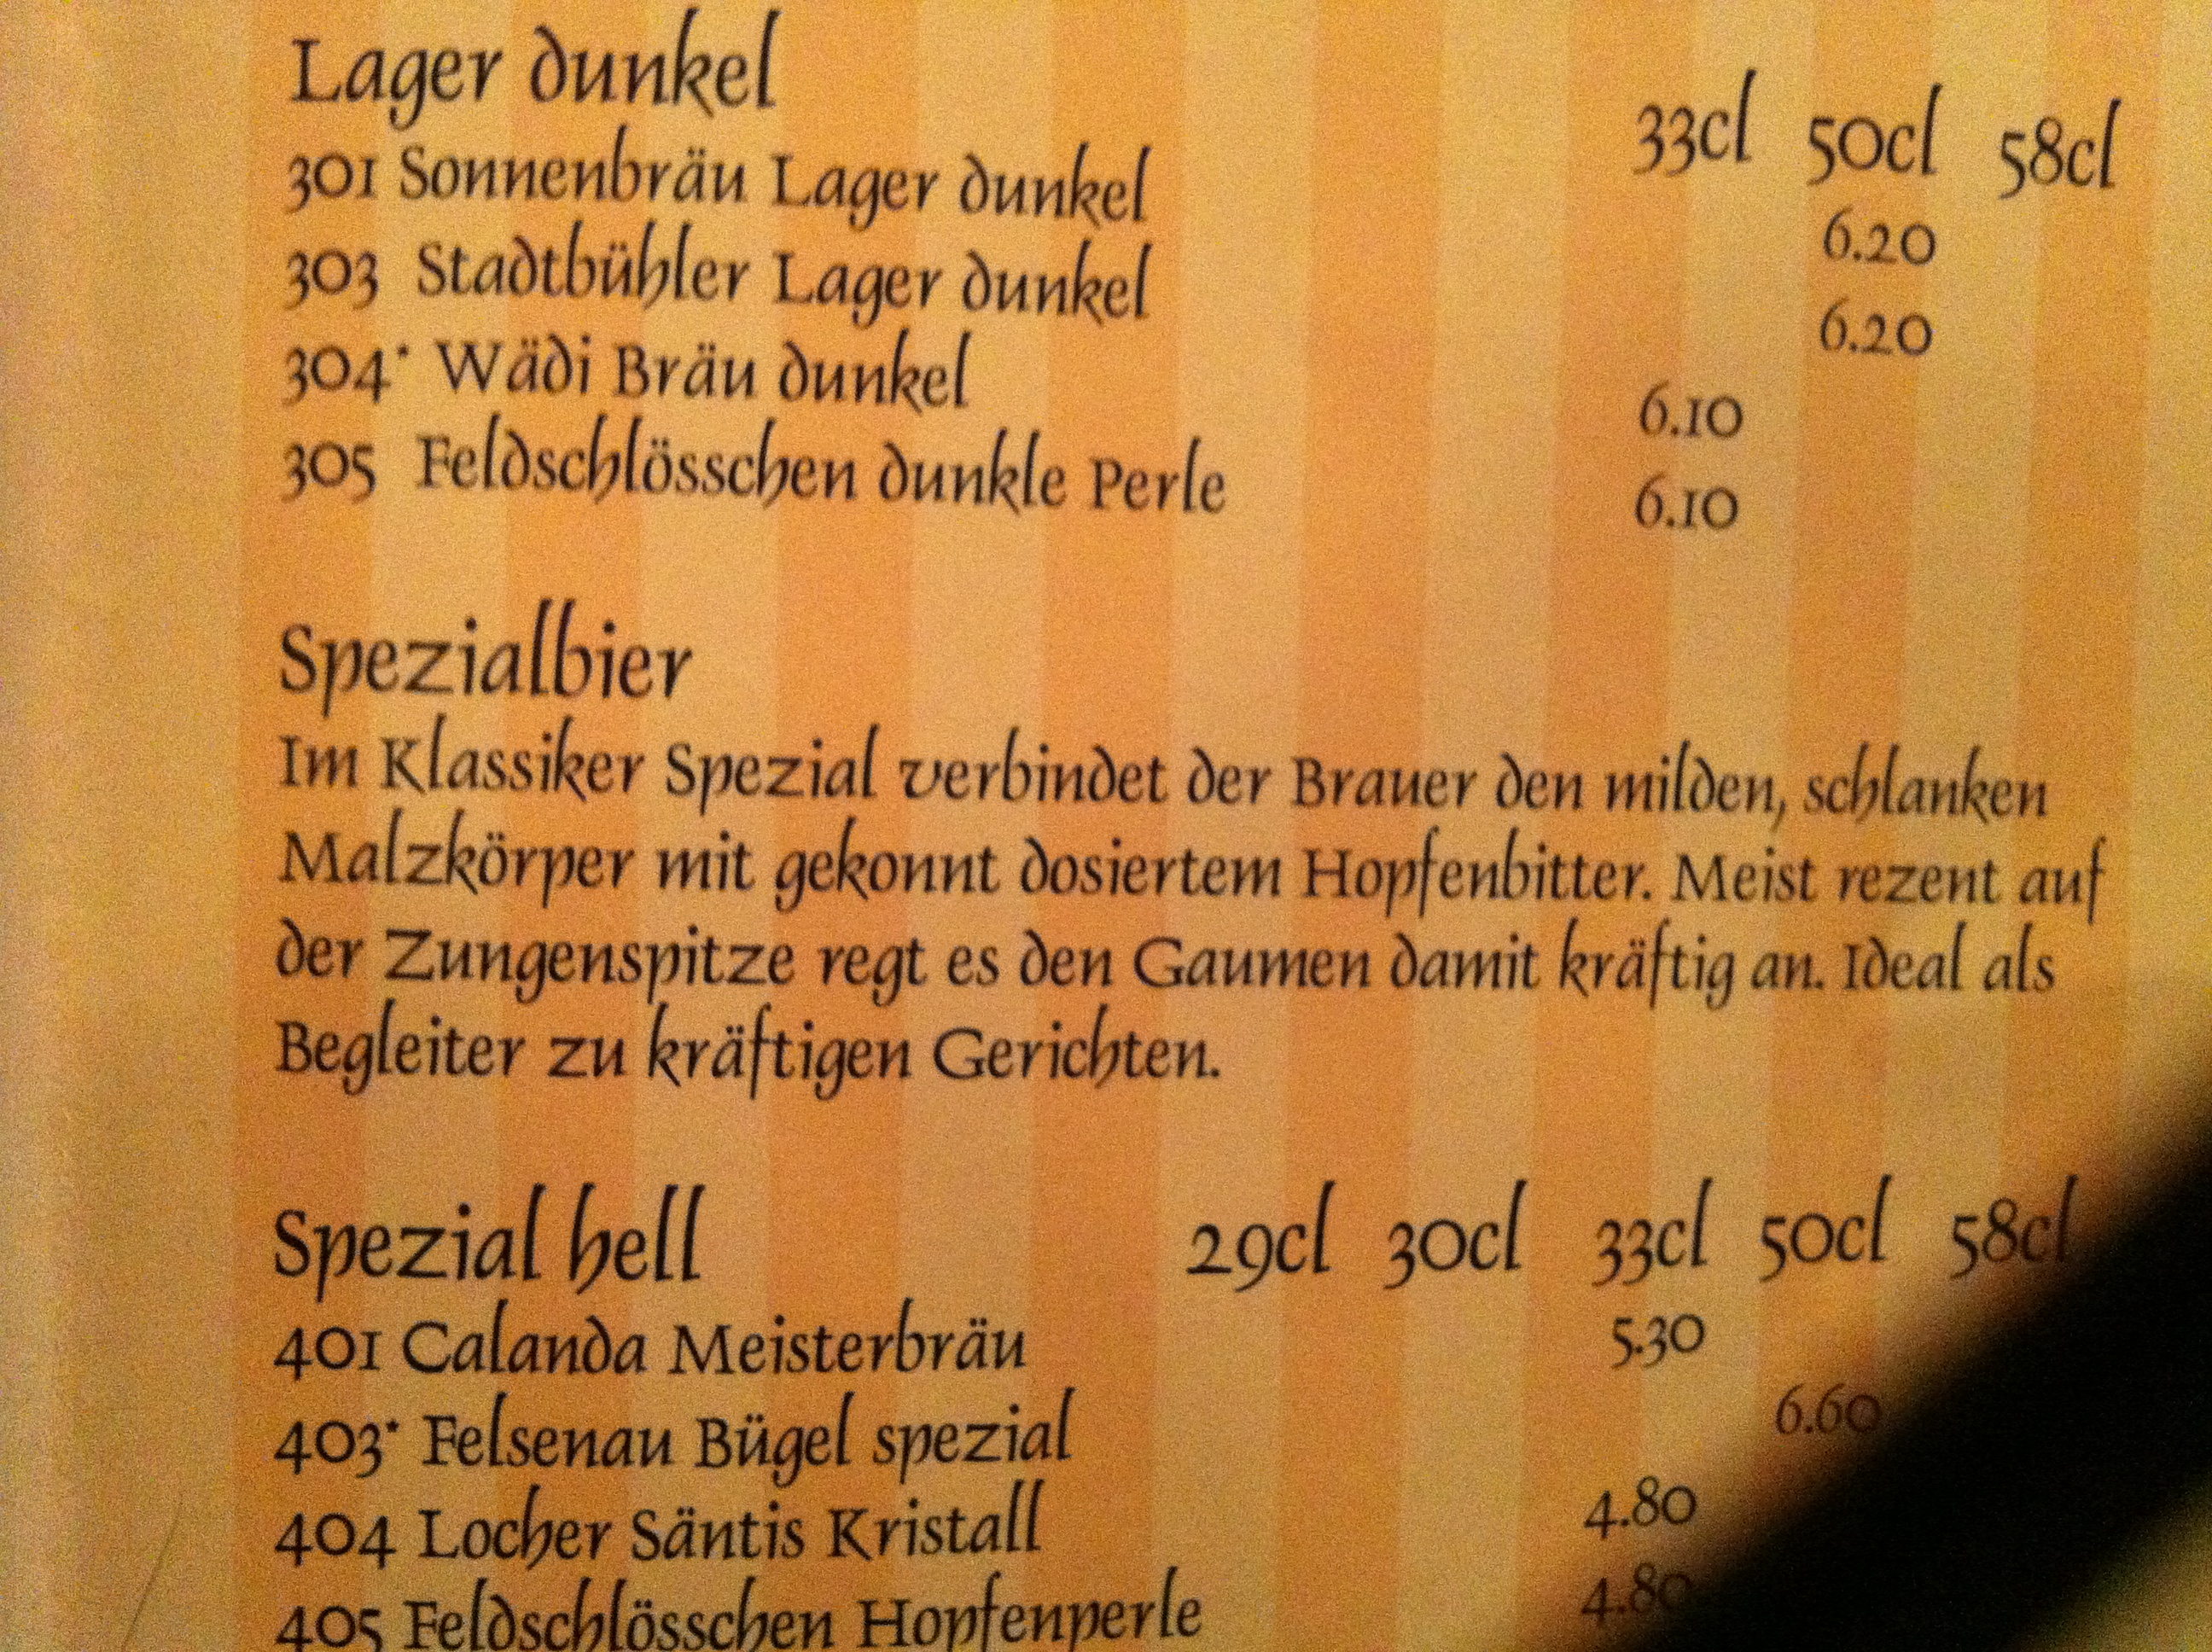 Lager dunkel 33cl 50cl 58cl
301 Sonnenbräu Lager dunkel 6.20
303 Stadtbühler Lager dunkel 6.20
304* Wädi Bräu dunkel 6.10
305 Feldschlösschen dunkle Perle 6.10
Spezialbier
Im Klassiker Spezial verbindet der Brauer den milden, schlanken
Malzkörper mit gekonnt dosiertem Hopfenbitter. Meist rezent auf
der Zungenspitze regt es den Gaumen damit kräftig an. Ideal als
Begleiter zu kräftigen Gerichten.
Spezial hell 29cl 30cl 33cl 50cl 58cl
401 Calanda Meisterbräu 5.30
403* Felsenau Bügel spezial 6.60
404 Locher Säntis Kristall 4.80
405 Feldschlösschen Hopfenperle 4.80